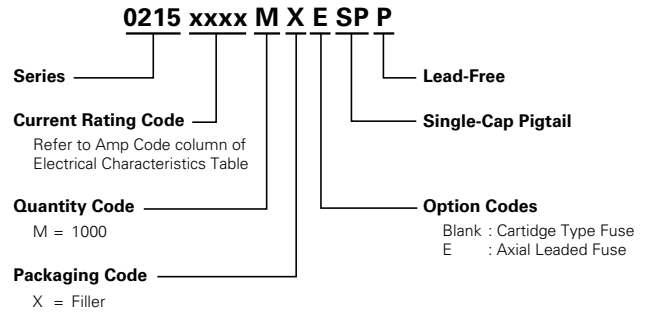 0215 xxxx M X E SP P
Series
Lead-Free
Current Rating Code
Refer to Amp Code column of
Electrical Characteristics Table
Single-Cap Pigtail
Quantity Code
M = 1000
Option Codes
Blank : Cartidge Type Fuse
E : Axial Leaded Fuse
Packaging Code
X = Filler